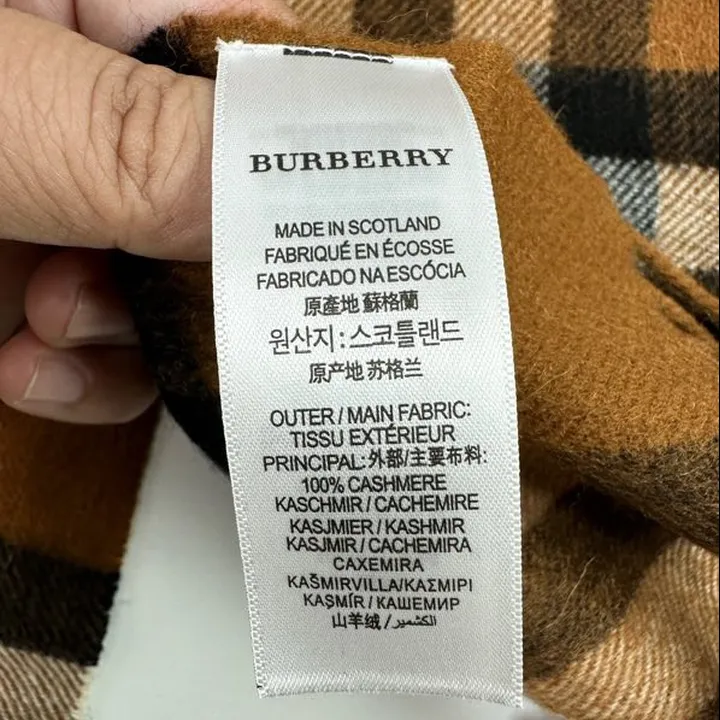 BURBERRY
MADE IN SCOTLAND
FABRIQUÉ EN ÉCOSSE
FABRICADO NA ESCÓCIA
原產地 蘇格蘭
원산지 : 스코틀랜드
原产地 苏格兰
OUTER / MAIN FABRIC:
TISSU EXTÉRIEUR
PRINCIPAL:外部/主要布料:
100% CASHMERE
KASCHMIR / CACHEMIRE
KASJMIER / KASHMIR
KASJMIR / CACHEMIRA
CAXEMIRA
KAŠMIRVILLA/ΚΑΣΜΙΡΙ
KAŞMİR / КАШЕМИР
山羊绒 / الكشمير